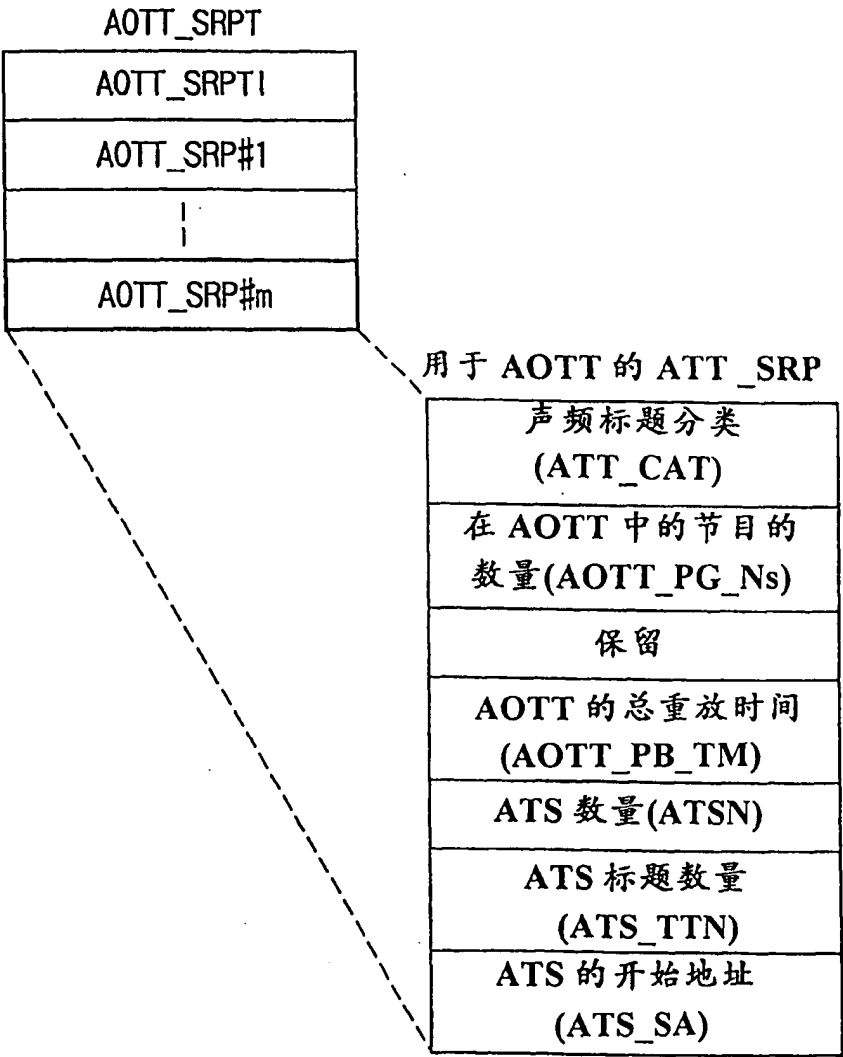 AOTT_SRPT
AOTT_SRPTI
AOTT_SRP#1
AOTT_SRP#m
用于 AOTT 的 ATT _SRP
声频标题分类
(ATT_CAT)
在 AOTT 中的节目的
数量(AOTT_PG_Ns)
保留
AOTT 的总重放时间
(AOTT_PB_TM)
ATS 数量(ATSN)
ATS 标题数量
(ATS_TTN)
ATS 的开始地址
(ATS_SA)